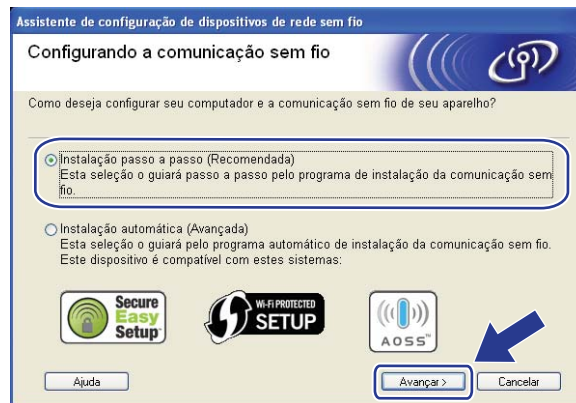 Assistente de configuração de dispositivos de rede sem fio
Configurando a comunicação sem fio
Como deseja configurar seu computador e a comunicação sem fio de seu aparelho?
Instalação passo a passo (Recomendada)
Esta seleção o guiará passo a passo pelo programa de instalação da comunicação sem
fio.
Instalação automática (Avançada)
Esta seleção o guiará pelo programa automático de instalação da comunicação sem fio.
Este dispositivo é compatível com estes sistemas:
Secure
Easy
Setup
WI-FI PROTECTED
SETUP
AOSS™
Ajuda
Avançar >
Cancelar